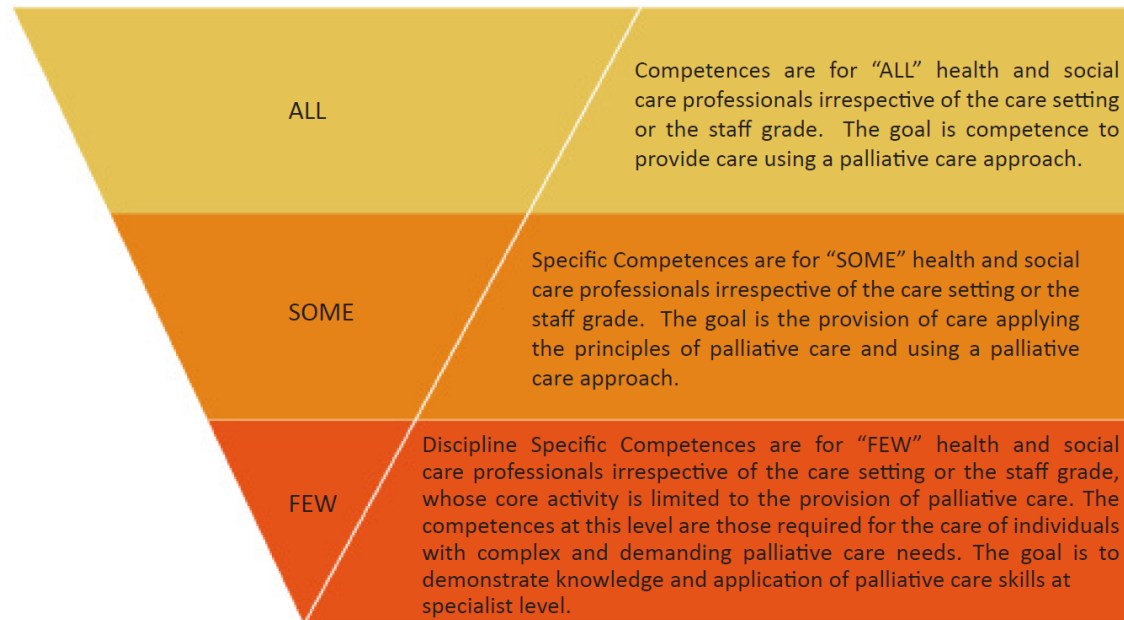 ALL
Competences are for “ALL” health and social
care professionals irrespective of the care setting
or the staff grade. The goal is competence to
provide care using a palliative care approach.
SOME
Specific Competences are for “SOME” health and social
care professionals irrespective of the care setting or the
staff grade. The goal is the provision of care applying
the principles of palliative care and using a palliative
care approach.
FEW
Discipline Specific Competences are for “FEW” health and social
care professionals irrespective of the care setting or the staff grade,
whose core activity is limited to the provision of palliative care. The
competences at this level are those required for the care of individuals
with complex and demanding palliative care needs. The goal is to
demonstrate knowledge and application of palliative care skills at
specialist level.